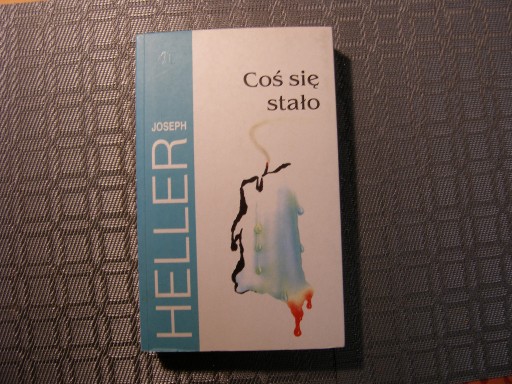 Coś się
stało
JOSEPH
HELLER